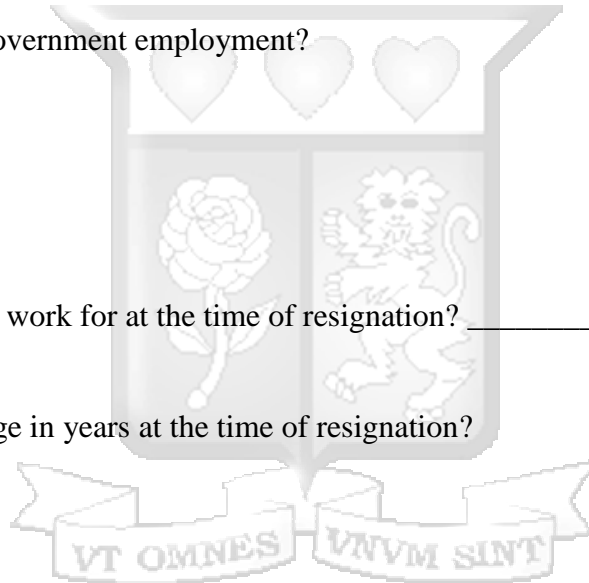 overnment employment?
work for at the time of resignation? __________
ge in years at the time of resignation?
VT OMNES VNVM SINT